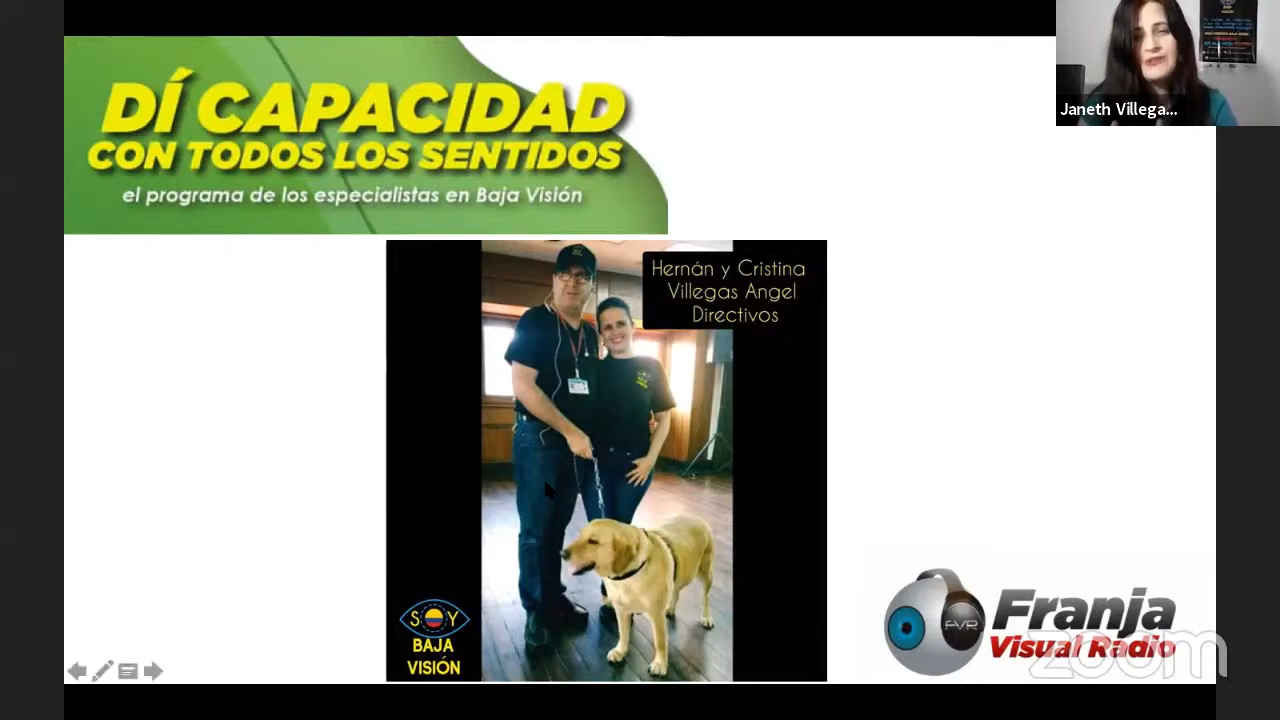 DÍ CAPACIDAD
CON TODOS LOS SENTIDOS
el programa de los especialistas en Baja Visión
Janeth Villega...
Hernán y Cristina
Villegas Angel
Directivos
SOY
BAJA
VISIÓN
FVR
Franja
Visual Radio
zoom